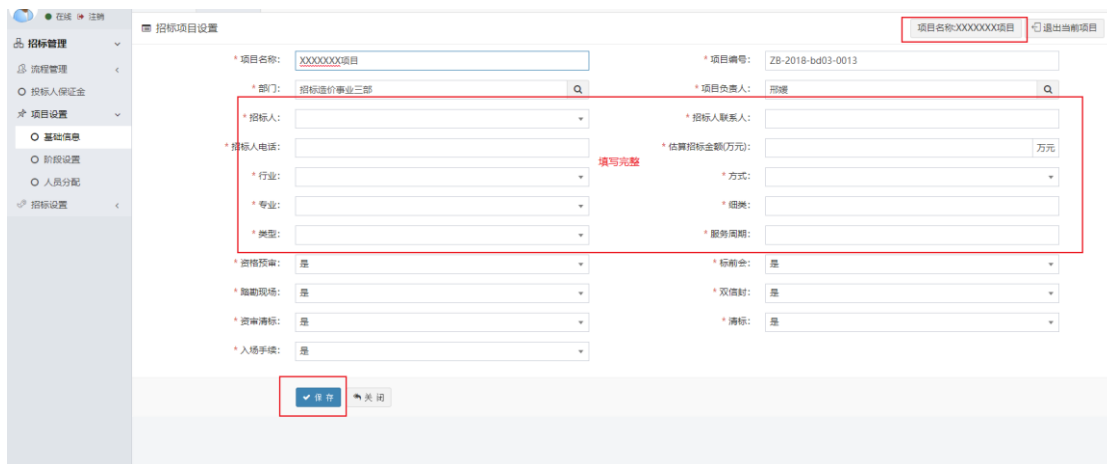 在线 注销
招标项目设置
项目名称:XXXXXXX项目 退出当前项目
招标管理
流程管理
投标人保证金
项目设置
基础信息
阶段设置
人员分配
招标设置
* 项目名称: XXXXXXX项目 * 项目编号: ZB-2018-bd03-0013
* 部门: 招标造价事业三部 * 项目负责人: 邢媛
* 招标人: * 招标人联系人:
* 招标人电话: * 估算招标金额(万元): 万元
填写完整
* 行业: * 方式:
* 专业: * 细类:
* 类型: * 服务周期:
* 资格预审: 是 * 标前会: 是
* 踏勘现场: 是 * 双信封: 是
* 资审清标: 是 * 清标: 是
* 入场手续: 是
保存 关闭